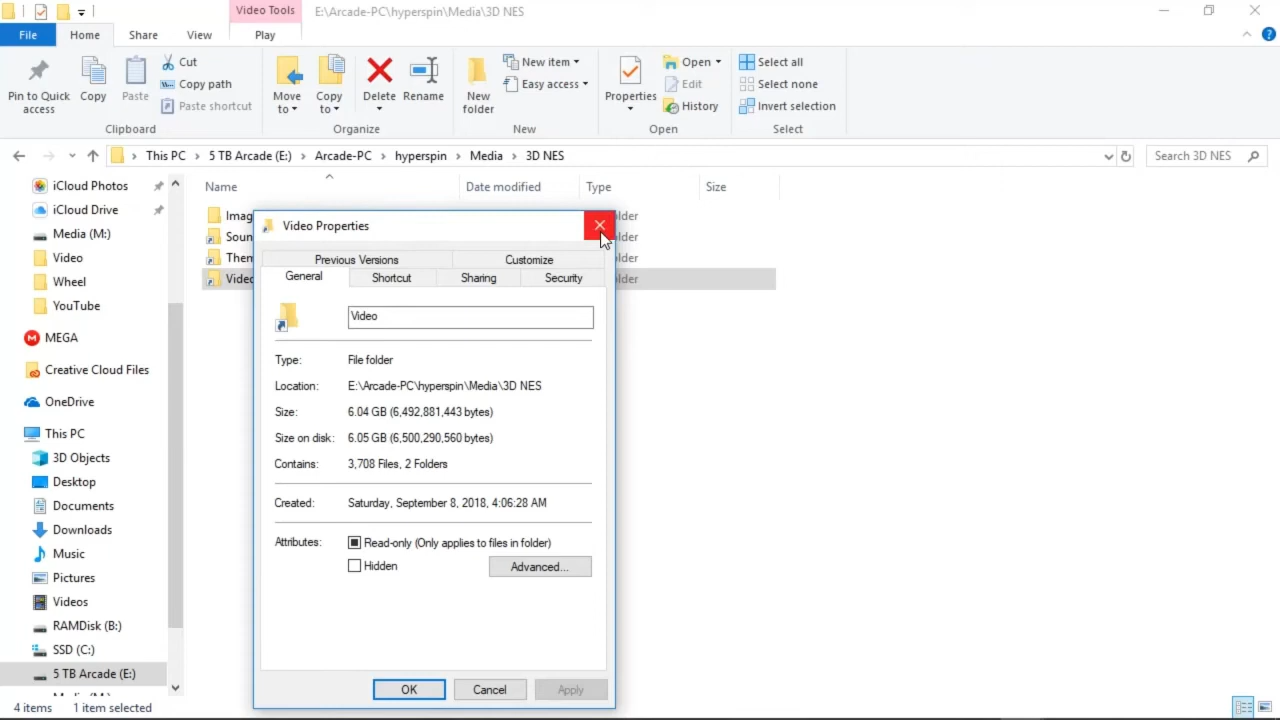 Video Tools
E:\Arcade-PC\hyperspin\Media\3D NES
File
Home
Share
View
Play
Pin to Quick access
Copy
Paste
Cut
Copy path
Paste shortcut
Clipboard
Move to
Copy to
Delete
Rename
Organize
New folder
New item
Easy access
New
Properties
Open
Edit
History
Open
Select all
Select none
Invert selection
Select
This PC > 5 TB Arcade (E:) > Arcade-PC > hyperspin > Media > 3D NES
Search 3D NES
Name
Date modified
Type
Size
iCloud Photos
iCloud Drive
Media (M:)
Video
Wheel
YouTube
MEGA
Creative Cloud Files
OneDrive
This PC
3D Objects
Desktop
Documents
Downloads
Music
Pictures
Videos
RAMDisk (B:)
SSD (C:)
5 TB Arcade (E:)
Imag
Soun
Them
Video
older
older
older
older
Video Properties
Previous Versions
Customize
General
Shortcut
Sharing
Security
Video
Type: File folder
Location: E:\Arcade-PC\hyperspin\Media\3D NES
Size: 6.04 GB (6,492,881,443 bytes)
Size on disk: 6.05 GB (6,500,290,560 bytes)
Contains: 3,708 Files, 2 Folders
Created: Saturday, September 8, 2018, 4:06:28 AM
Attributes: Read-only (Only applies to files in folder)
Hidden
Advanced...
OK
Cancel
Apply
4 items
1 item selected